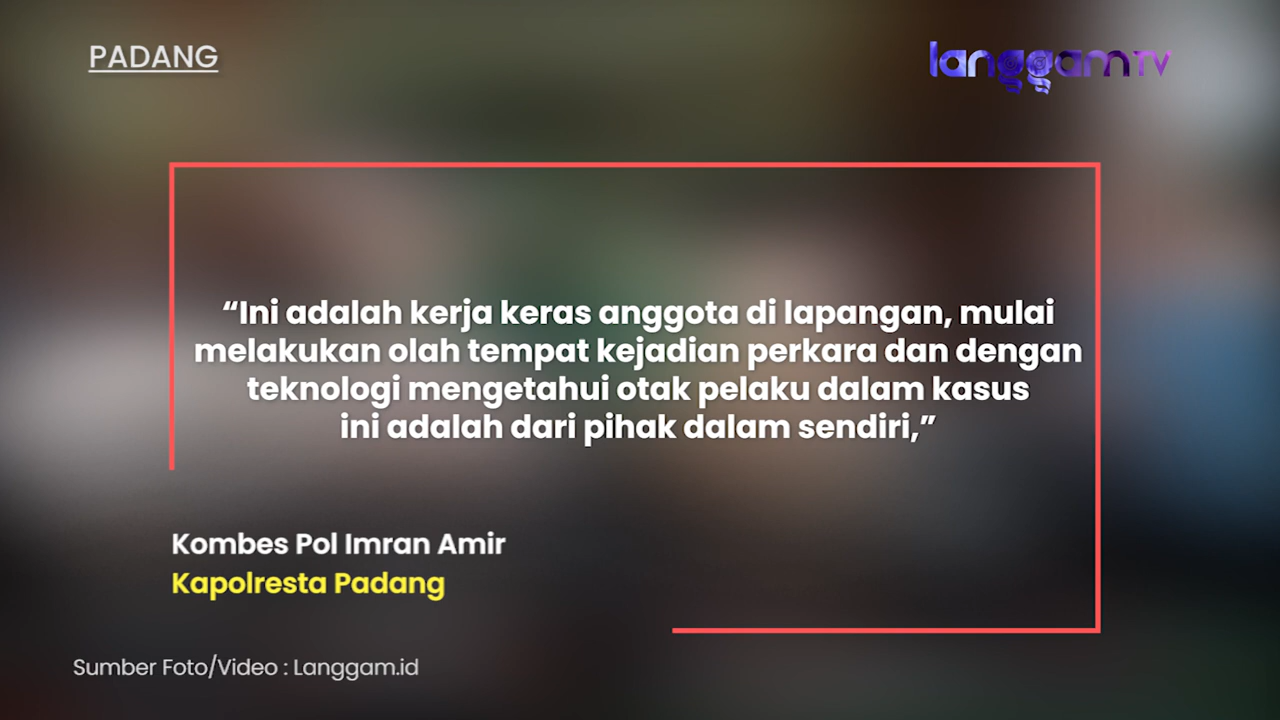 PADANG
langgamTV
“Ini adalah kerja keras anggota di lapangan, mulai
melakukan olah tempat kejadian perkara dan dengan
teknologi mengetahui otak pelaku dalam kasus
ini adalah dari pihak dalam sendiri,”
Kombes Pol Imran Amir
Kapolresta Padang
Sumber Foto/Video : Langgam.id